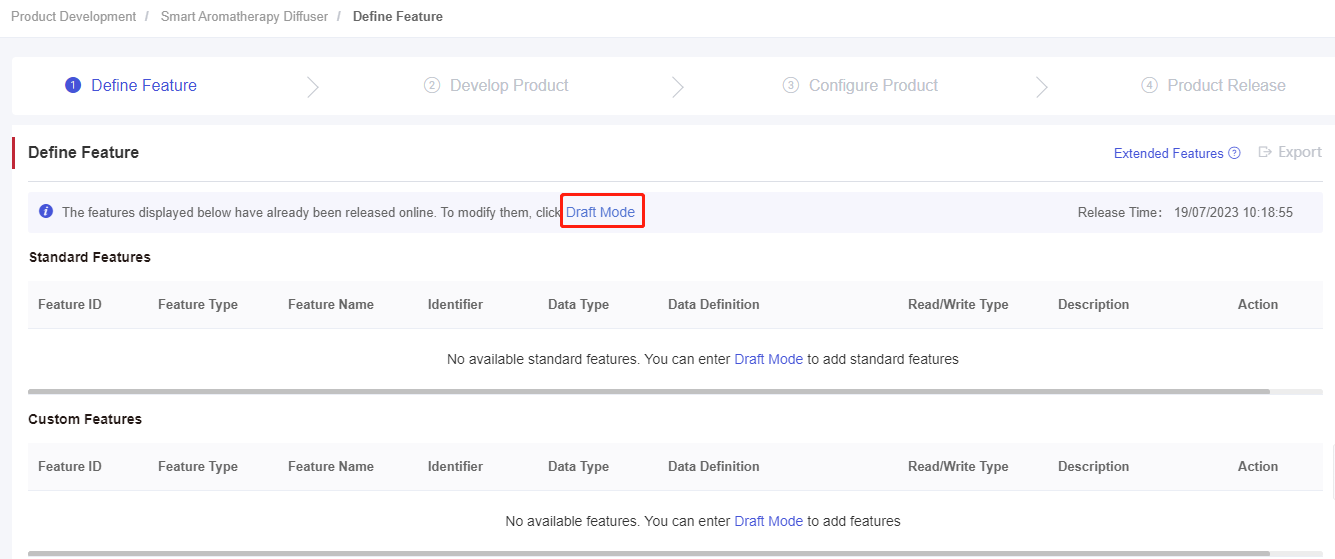 Product Development / Smart Aromatherapy Diffuser / Define Feature
1 Define Feature 2 Develop Product 3 Configure Product 4 Product Release
Define Feature Extended Features ? Export
i The features displayed below have already been released online. To modify them, click Draft Mode Release Time: 19/07/2023 10:18:55
Standard Features
Feature ID Feature Type Feature Name Identifier Data Type Data Definition Read/Write Type Description Action
No available standard features. You can enter Draft Mode to add standard features
Custom Features
Feature ID Feature Type Feature Name Identifier Data Type Data Definition Read/Write Type Description Action
No available features. You can enter Draft Mode to add features